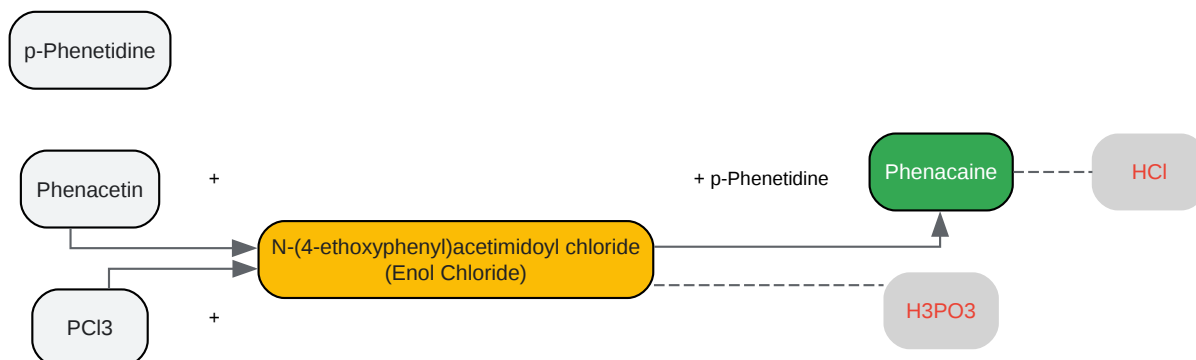 p-Phenetidine
Phenacetin
+
+ p-Phenetidine
Phenacaine
HCl
N-(4-ethoxyphenyl)acetimidoyl chloride
(Enol Chloride)
PCl3
+
H3PO3